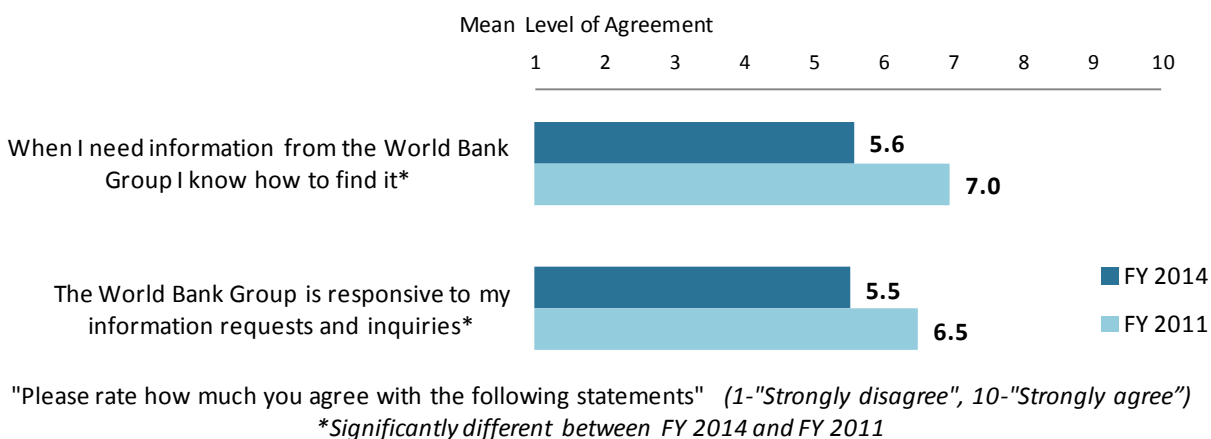 Mean Level of Agreement
1 2 3 4 5 6 7 8 9 10
When I need information from the World Bank
Group I know how to find it*
5.6
7.0
The World Bank Group is responsive to my
information requests and inquiries*
5.5
6.5
FY 2014
FY 2011
"Please rate how much you agree with the following statements" (1-"Strongly disagree", 10-"Strongly agree”)
*Significantly different between FY 2014 and FY 2011